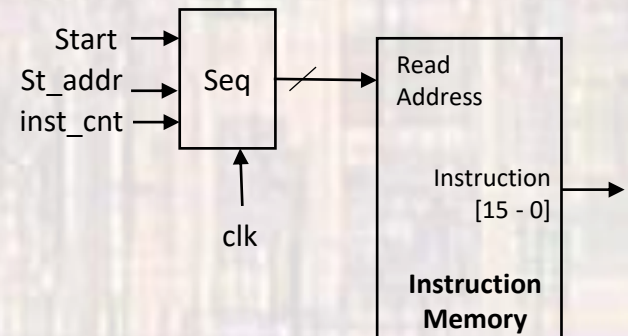 Start
St_addr
inst_cnt
Seq
clk
Read
Address
Instruction
[15 - 0]
Instruction
Memory